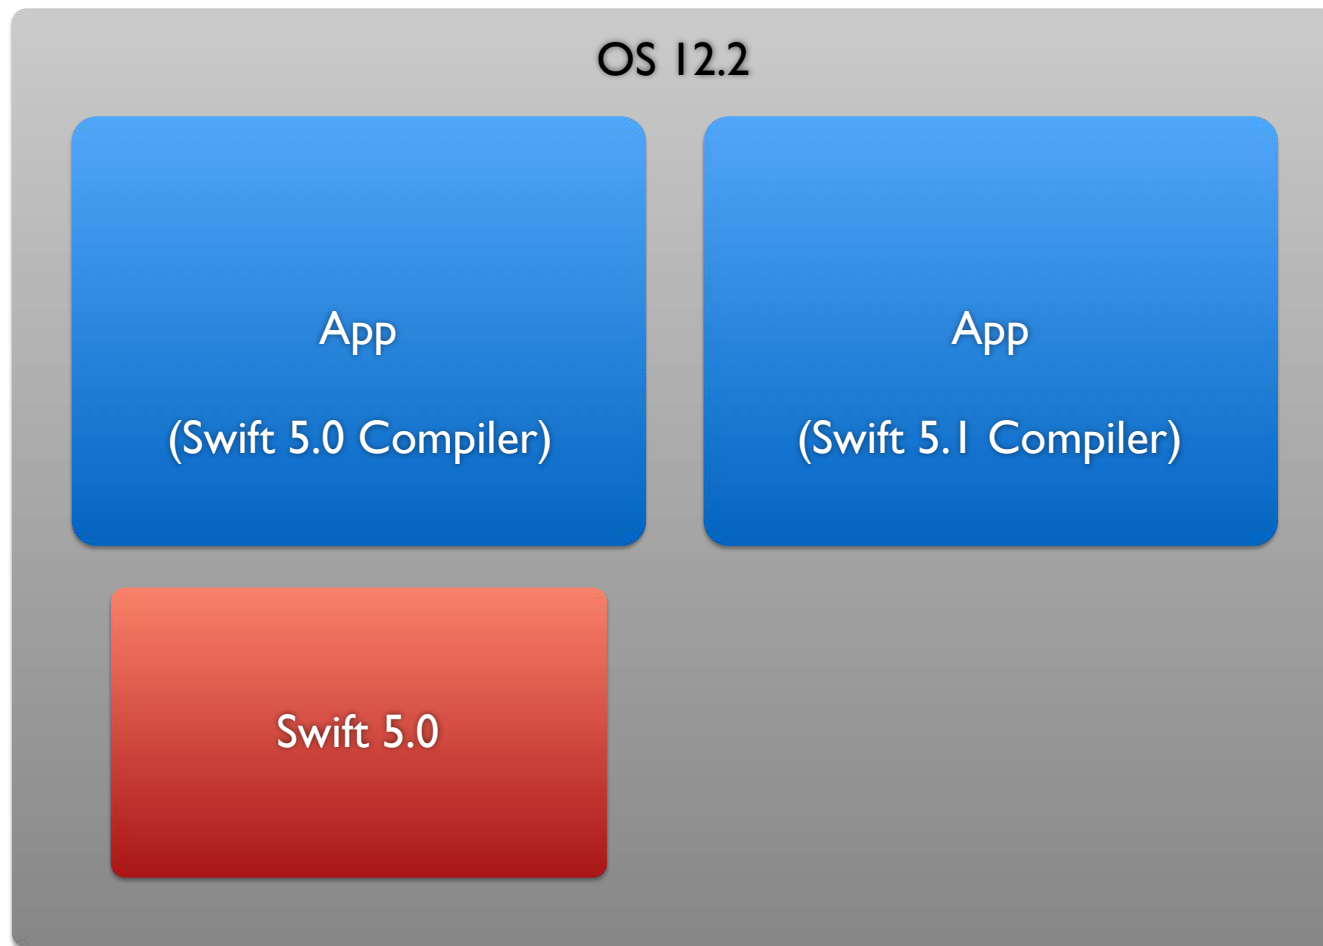 OS 12.2
App
App
(Swift 5.0 Compiler)
(Swift 5.1 Compiler)
Swift 5.0